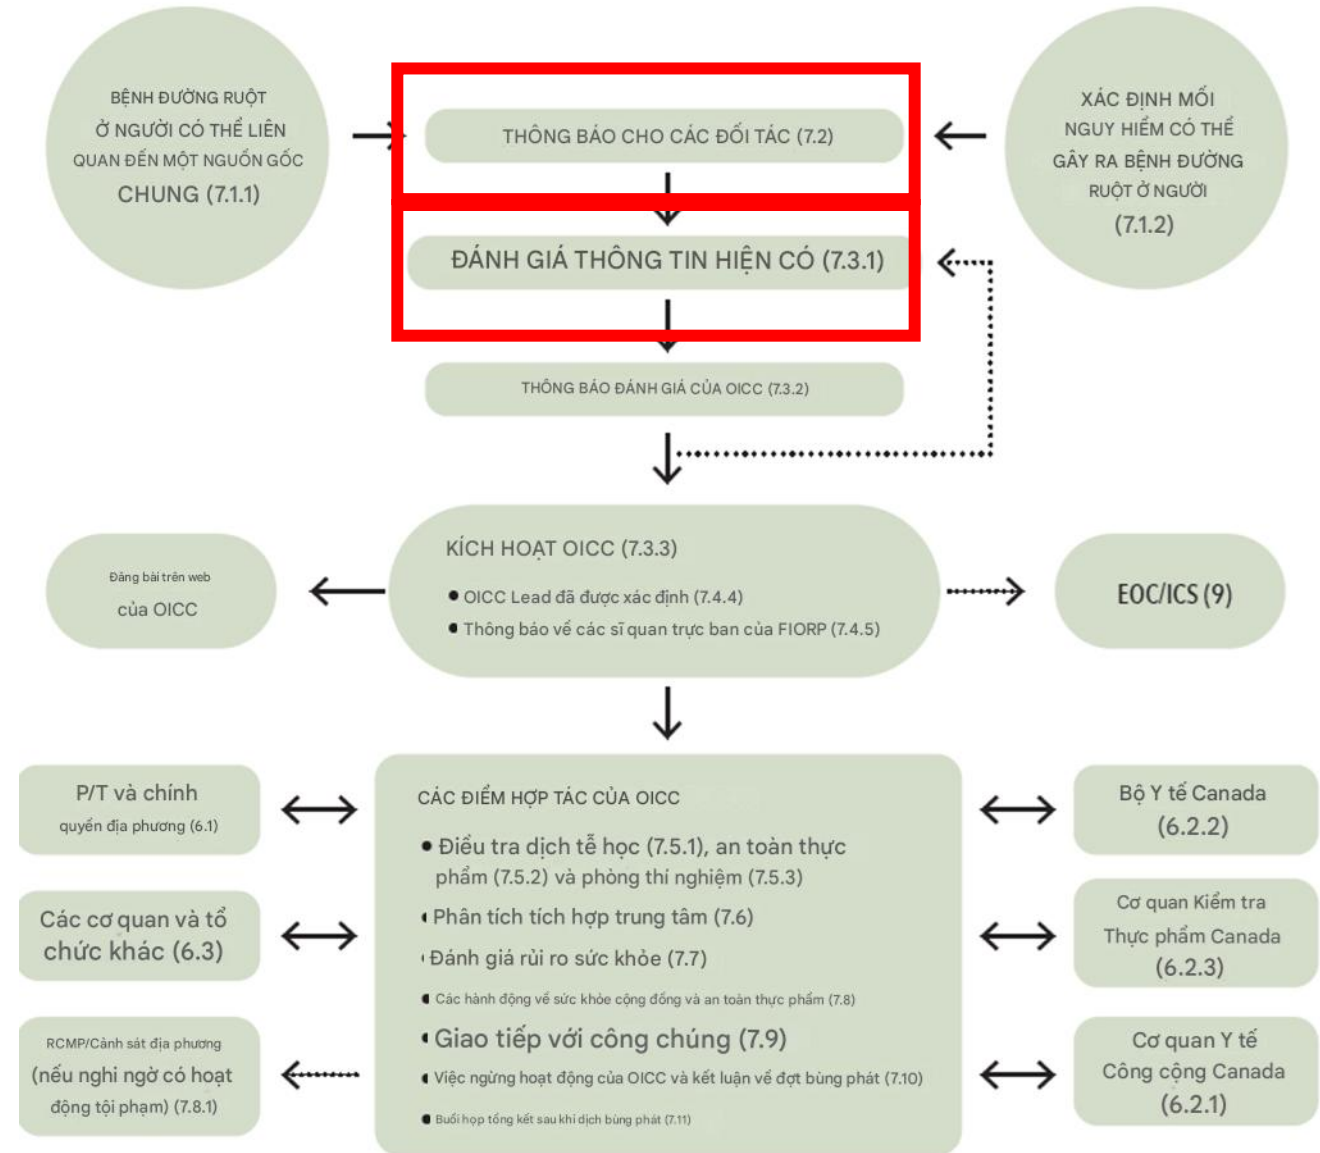 BỆNH ĐƯỜNG RUỘT
Ở NGƯỜI CÓ THỂ LIÊN
QUAN ĐẾN MỘT NGUỒN GỐC
CHUNG (7.1.1)
THÔNG BÁO CHO CÁC ĐỐI TÁC (7.2)
XÁC ĐỊNH MỐI
NGUY HIỂM CÓ THỂ
GÂY RA BỆNH ĐƯỜNG
RUỘT Ở NGƯỜI
(7.1.2)
ĐÁNH GIÁ THÔNG TIN HIỆN CÓ (7.3.1)
THÔNG BÁO ĐÁNH GIÁ CỦA OICC (7.3.2)
Đăng bài trên web
của OICC
KÍCH HOẠT OICC (7.3.3)
● OICC Lead đã được xác định (7.4.4)
● Thông báo về các sĩ quan trực ban của FIORP (7.4.5)
EOC/ICS (9)
P/T và chính
quyền địa phương (6.1)
Các cơ quan và tổ
chức khác (6.3)
RCMP/Cảnh sát địa phương
(nếu nghi ngờ có hoạt
động tội phạm) (7.8.1)
CÁC ĐIỂM HỢP TÁC CỦA OICC
● Điều tra dịch tễ học (7.5.1), an toàn thực
phẩm (7.5.2) và phòng thí nghiệm (7.5.3)
● Phân tích tích hợp trung tâm (7.6)
● Đánh giá rủi ro sức khỏe (7.7)
● Các hành động về sức khỏe cộng đồng và an toàn thực phẩm (7.8)
● Giao tiếp với công chúng (7.9)
● Việc ngừng hoạt động của OICC và kết luận về đợt bùng phát (7.10)
● Buổi họp tổng kết sau khi dịch bùng phát (7.11)
Bộ Y tế Canada
(6.2.2)
Cơ quan Kiểm tra
Thực phẩm Canada
(6.2.3)
Cơ quan Y tế
Công cộng Canada
(6.2.1)